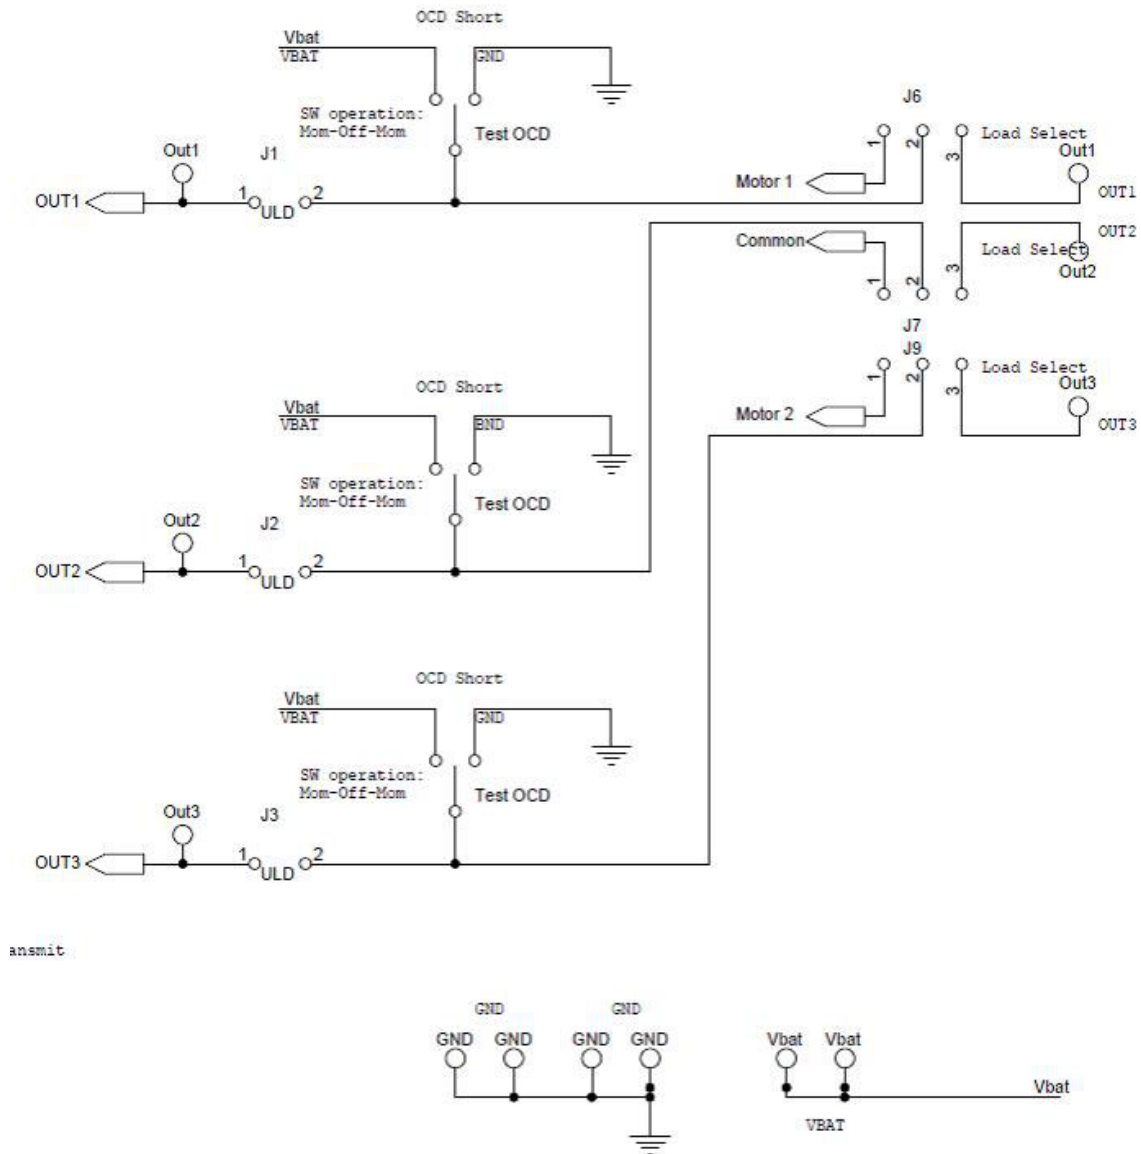 OCD Short
Vbat
VBAT
GND
SW operation:
Mom-Off-Mom
Test OCD
J6
Load Select
Out1
J1
1
2
3
Out1
Motor 1
OUT1
1
ULD
2
OUT1
OUT2
Common
Load Select
Out2
1
2
3
J7
J9
OCD Short
Vbat
VBAT
BND
SW operation:
Mom-Off-Mom
Test OCD
1
2
3
Load Select
Out3
Motor 2
OUT3
Out2
J2
OUT2
1
ULD
2
OCD Short
Vbat
VBAT
GND
SW operation:
Mom-Off-Mom
Test OCD
Out3
J3
OUT3
1
ULD
2
ansmit
GND
GND
GND
GND
GND
GND
Vbat
Vbat
Vbat
VBAT